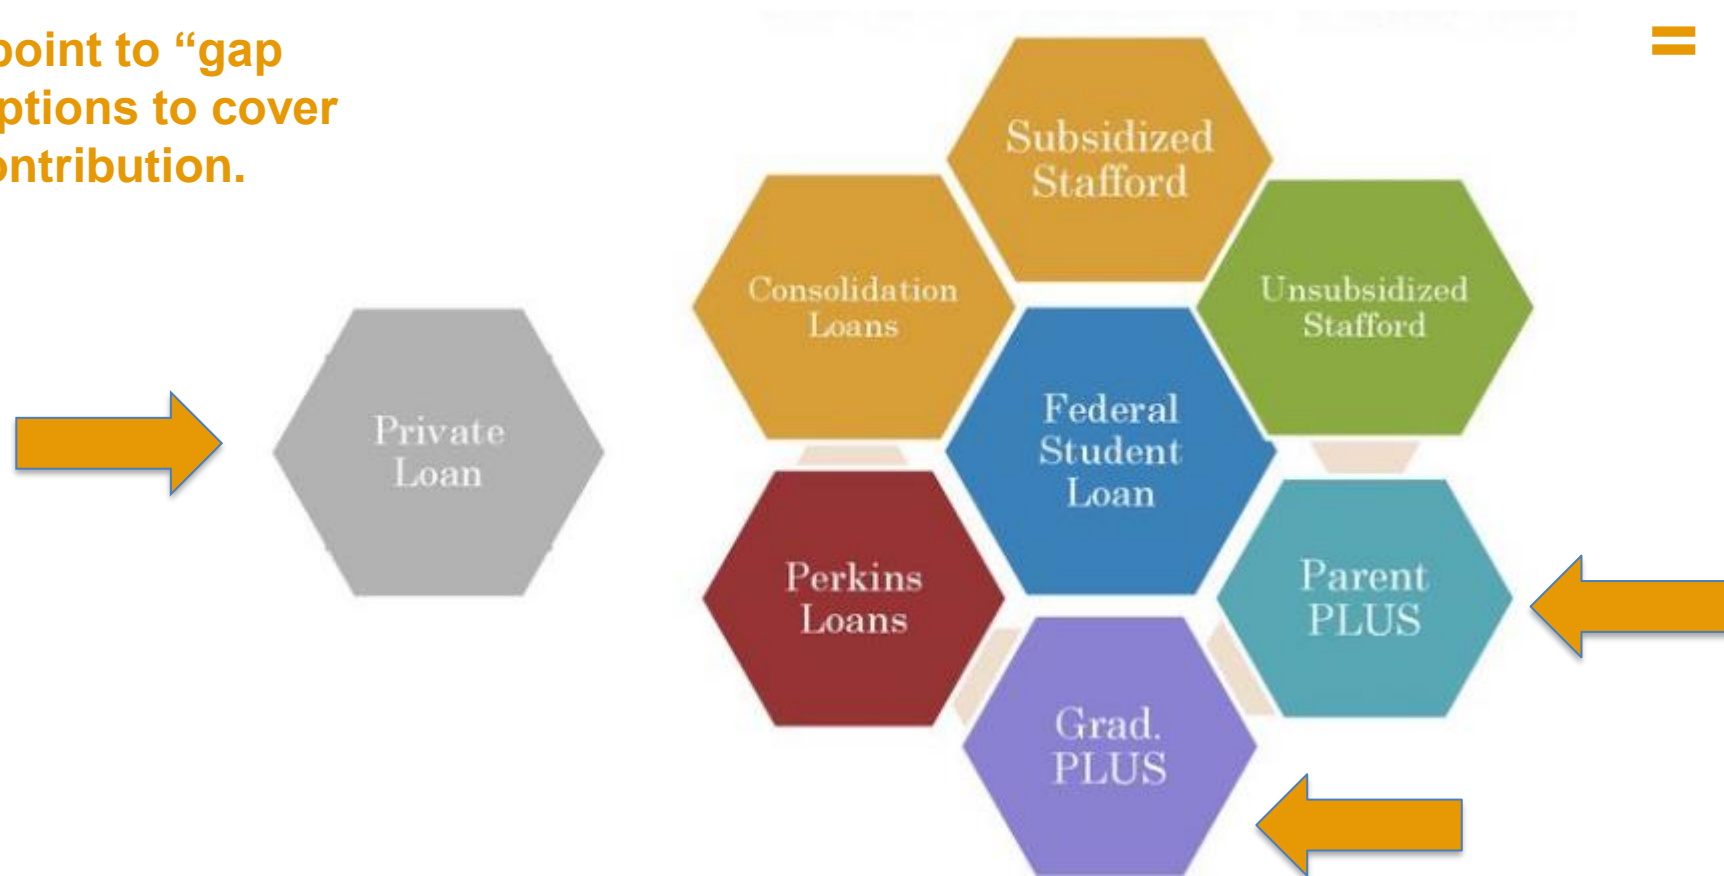 point to “gap
ptions to cover
ontribution.
Subsidized
Stafford
Consolidation
Loans
Unsubsidized
Stafford
Private
Loan
Federal
Student
Loan
Perkins
Loans
Parent
PLUS
Grad.
PLUS